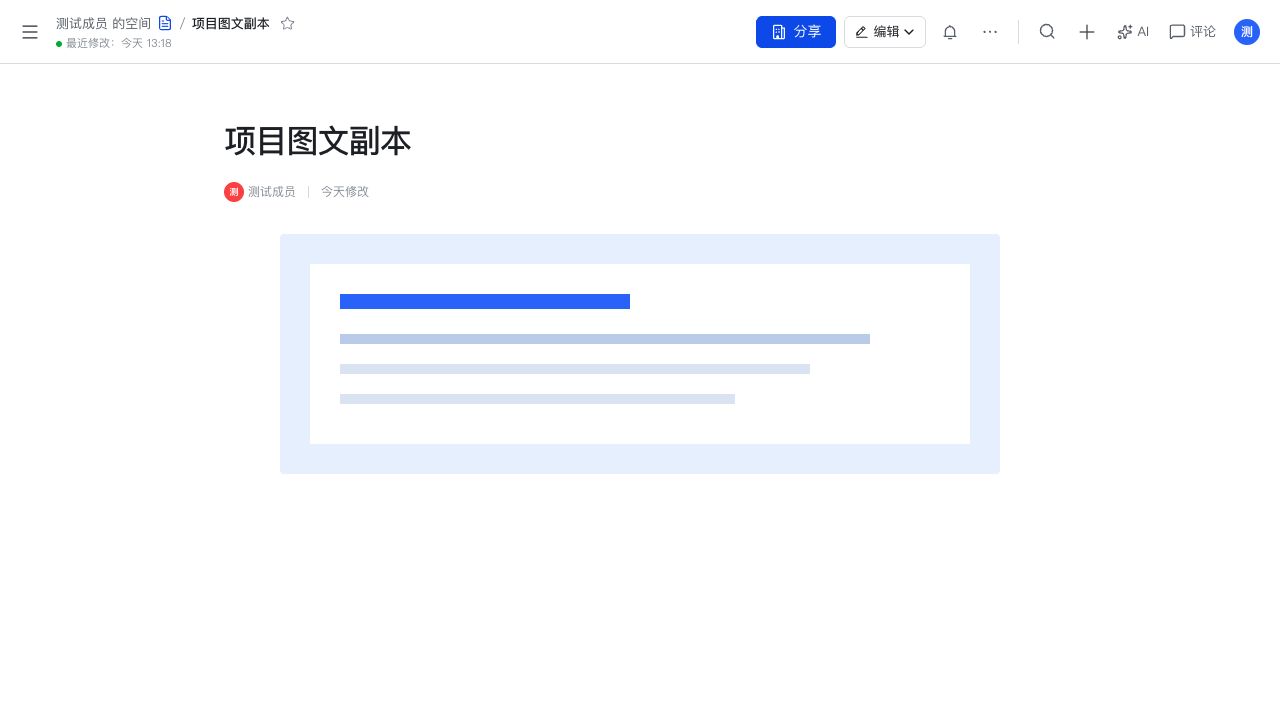 测试成员 的空间 / 项目图文副本
最近修改：今天 13:18
分享
编辑
AI
评论
测
项目图文副本
测 测试成员 今天修改